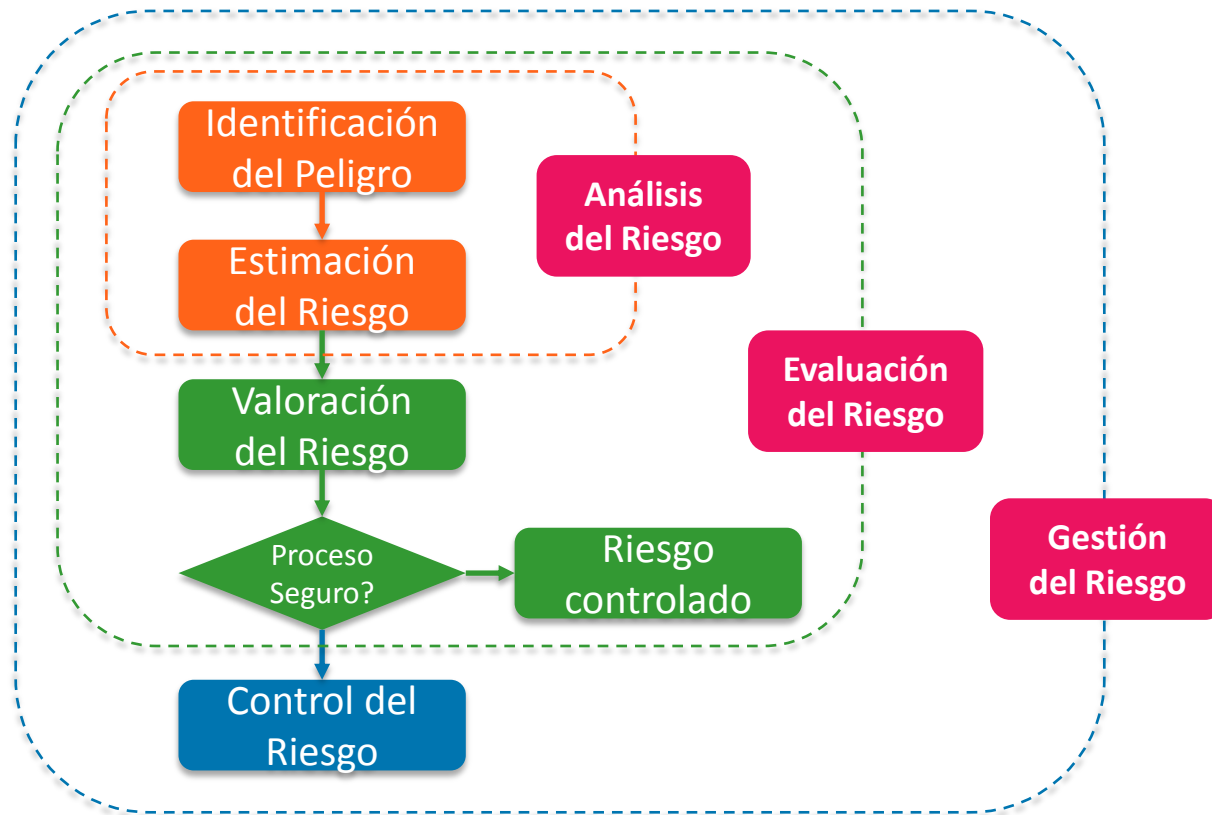 Identificación
del Peligro
Análisis
del Riesgo
Estimación
del Riesgo
Evaluación
del Riesgo
Valoración
del Riesgo
Proceso
Seguro?
Riesgo
controlado
Gestión
del Riesgo
Control del
Riesgo